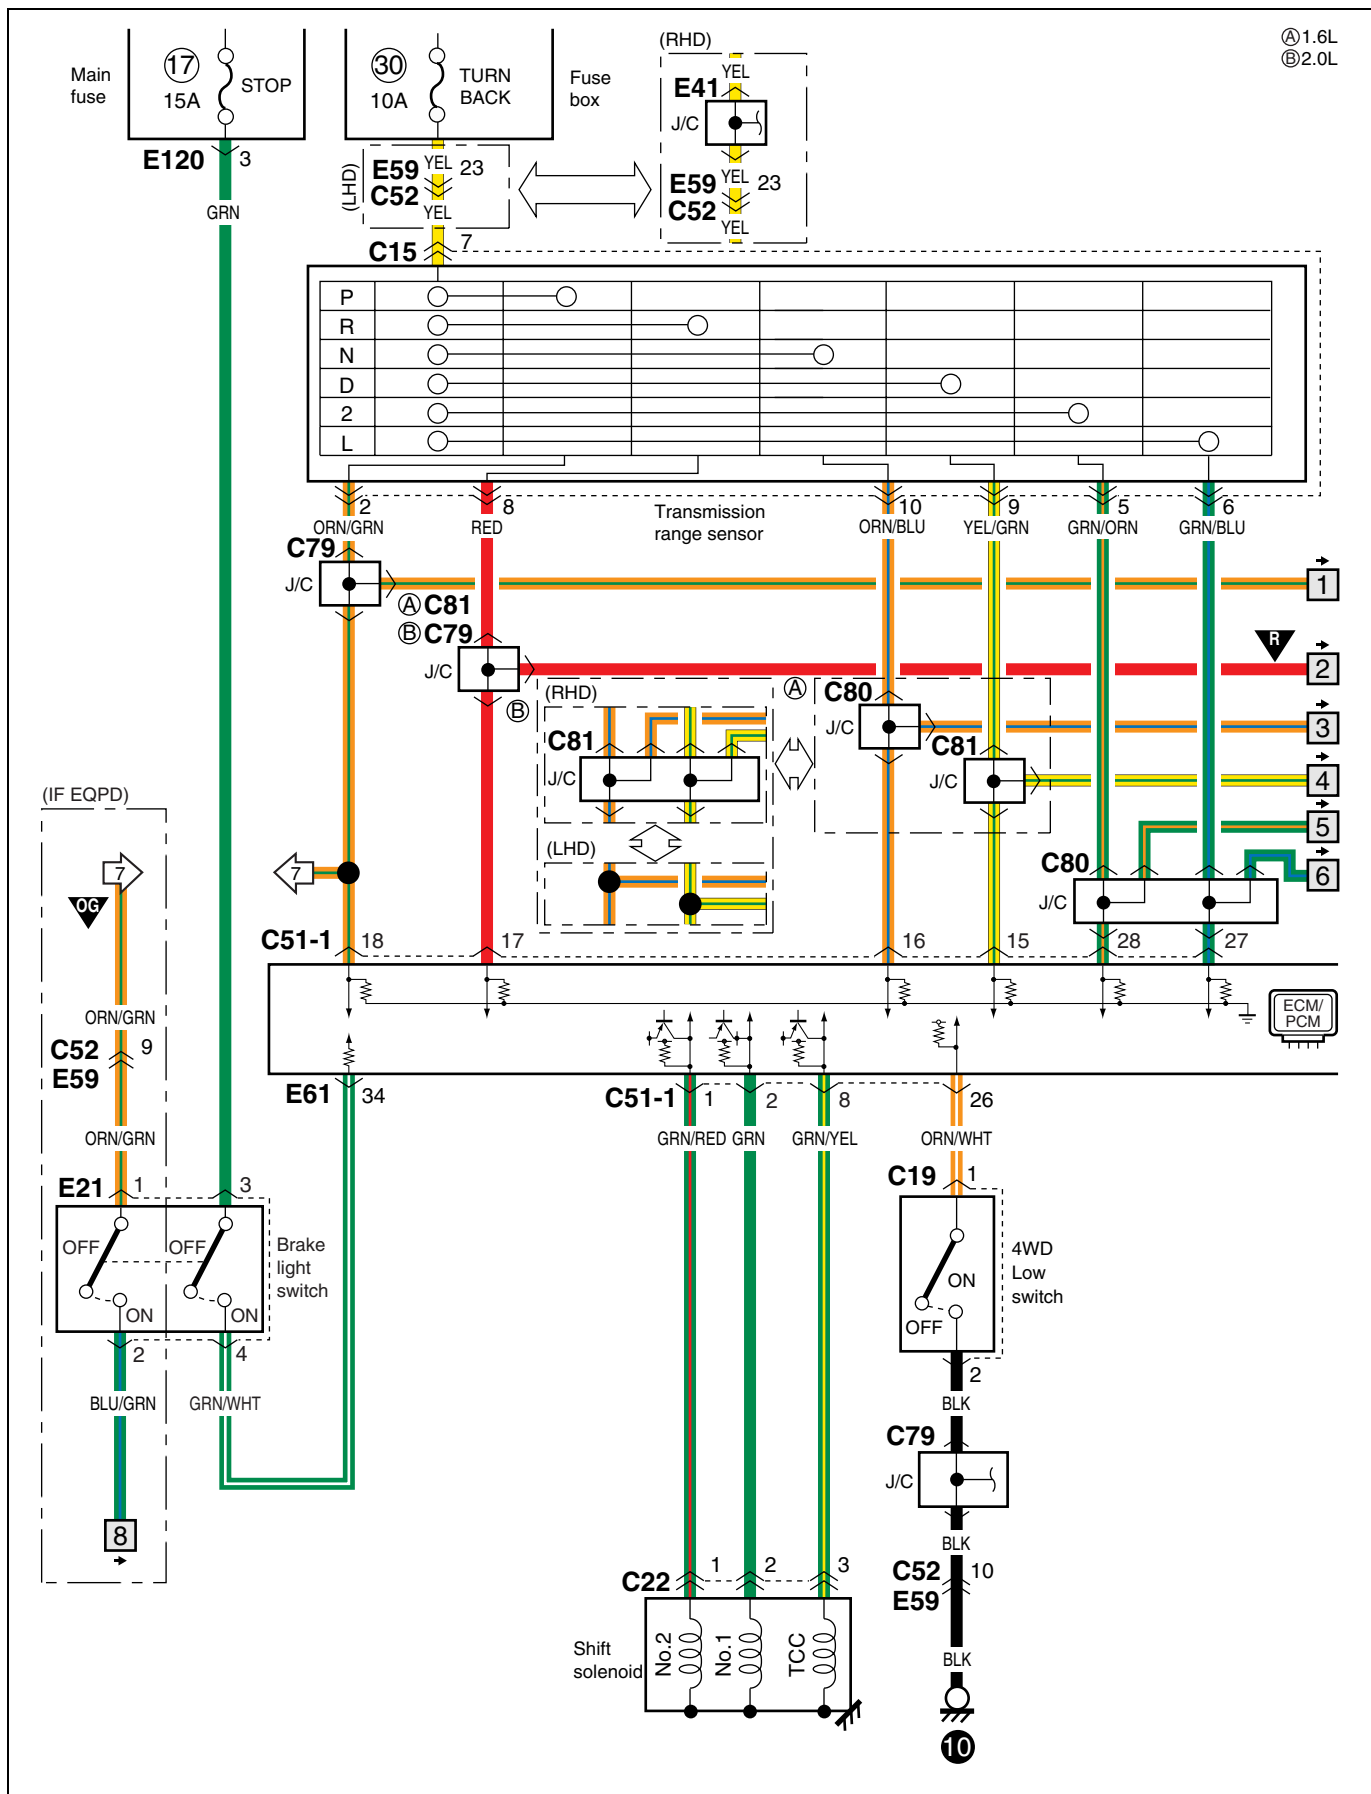 Main
fuse
17
15A
STOP
30
10A
TURN
BACK
Fuse
box
(RHD)
Ⓐ1.6L
Ⓑ2.0L
YEL
E41
J/C
E120
3
(LHD)
E59
YEL
23
C52
YEL
YEL
E59
23
C52
YEL
GRN
C15
7
P
R
N
D
2
L
2
8
10
9
5
6
ORN/GRN
RED
Transmission
range sensor
ORN/BLU
YEL/GRN
GRN/ORN
GRN/BLU
C79
J/C
1
Ⓐ C81
Ⓑ C79
J/C
R
2
Ⓑ
(RHD)
Ⓐ
C80
J/C
3
C81
J/C
C81
J/C
4
(IF EQPD)
5
(LHD)
C80
6
J/C
7
7
OG
C51-1
18
17
16
15
28
27
ECM/
PCM
ORN/GRN
C52
9
E59
E61
34
C51-1
1
2
8
26
ORN/GRN
GRN/RED
GRN
GRN/YEL
ORN/WHT
E21
1
3
C19
1
OFF
OFF
Brake
light
switch
ON
ON
4WD
Low
switch
ON
OFF
2
4
2
BLU/GRN
GRN/WHT
BLK
C79
J/C
8
BLK
C22
1
2
3
C52
10
E59
Shift
solenoid
No.2
No.1
TCC
BLK
10